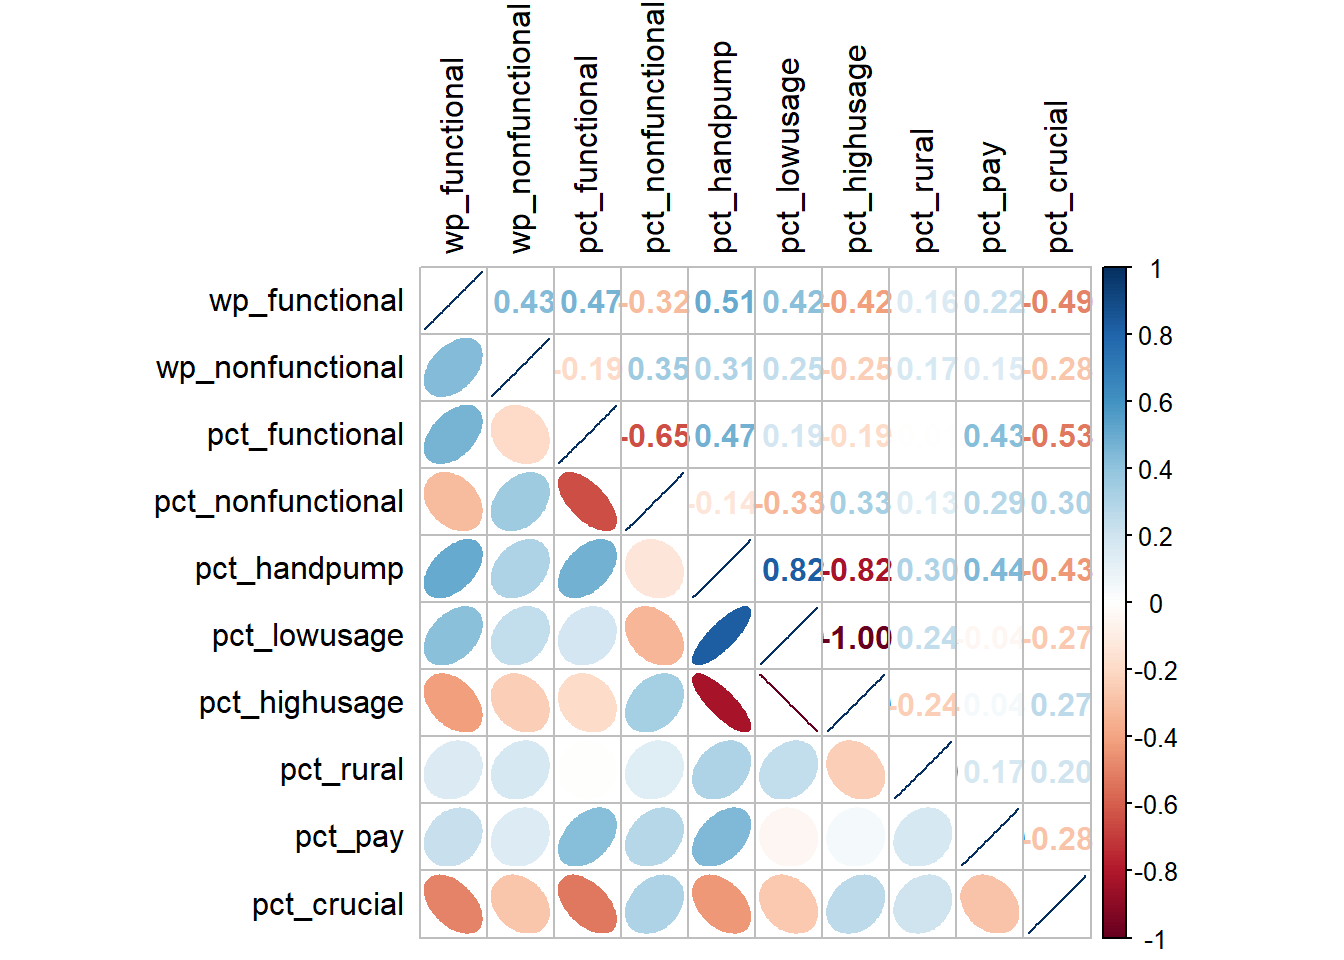 wp_functional
wp_nonfunctional
pct_functional
pct_nonfunctional
pct_handpump
pct_lowusage
pct_highusage
pct_rural
pct_pay
pct_crucial
wp_functional 0.43 0.47 -0.32 0.51 0.42 -0.42 0.16 0.22 -0.49
wp_nonfunctional -0.19 0.35 0.31 0.25 -0.25 0.17 0.15 -0.28
pct_functional -0.65 0.47 0.19 -0.19 0.43 -0.53
pct_nonfunctional -0.14 -0.33 0.33 0.13 0.29 0.30
pct_handpump 0.82 -0.82 0.30 0.44 -0.43
pct_lowusage -1.00 0.24 -0.04 -0.27
pct_highusage -0.24 0.04 0.27
pct_rural 0.17 0.20
pct_pay -0.28
pct_crucial
1
0.8
0.6
0.4
0.2
0
-0.2
-0.4
-0.6
-0.8
-1